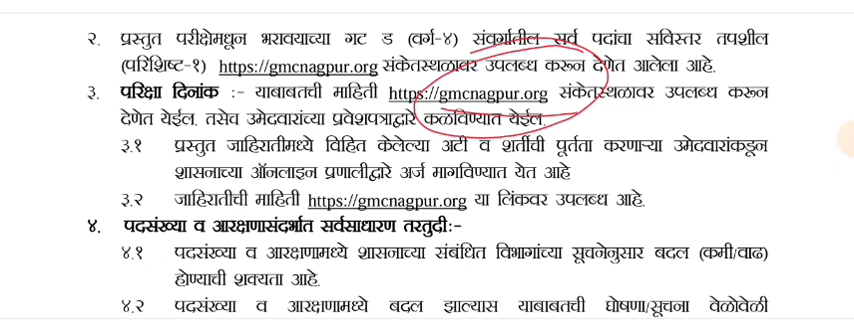 २. प्रस्तुत परीक्षेमधून भरावयाच्या गट ड (वर्ग-४) संवर्गातील सर्व पदांचा सविस्तर तपशील
(परिशिष्ट-१) https://gmcnagpur.org संकेतस्थळावर उपलब्ध करून देणेत आलेला आहे.
३. परिक्षा दिनांक :- याबाबतची माहिती https://gmcnagpur.org संकेतस्थळावर उपलब्ध करून
देणेत येईल. तसेच उमेदवारांच्या प्रवेशपत्राद्वारे कळविण्यात येईल.
३.१ प्रस्तुत जाहिरातीमध्ये विहित केलेल्या अटी व शर्तीची पूर्तता करणाऱ्या उमेदवारांकडून
शासनाच्या ऑनलाइन प्रणालीद्वारे अर्ज मागविण्यात येत आहे
३.२ जाहिरातीची माहिती https://gmcnagpur.org या लिंकवर उपलब्ध आहे.
४. पदसंख्या व आरक्षणासंदर्भात सर्वसाधारण तरतुदी:-
४.१ पदसंख्या व आरक्षणामध्ये शासनाच्या संबंधित विभागांच्या सूचनेनुसार बदल (कमी/वाढ)
होण्याची शक्यता आहे.
४.२ पदसंख्या व आरक्षणामध्ये बदल झाल्यास याबाबतची घोषणा/सूचना वेळोवेळी